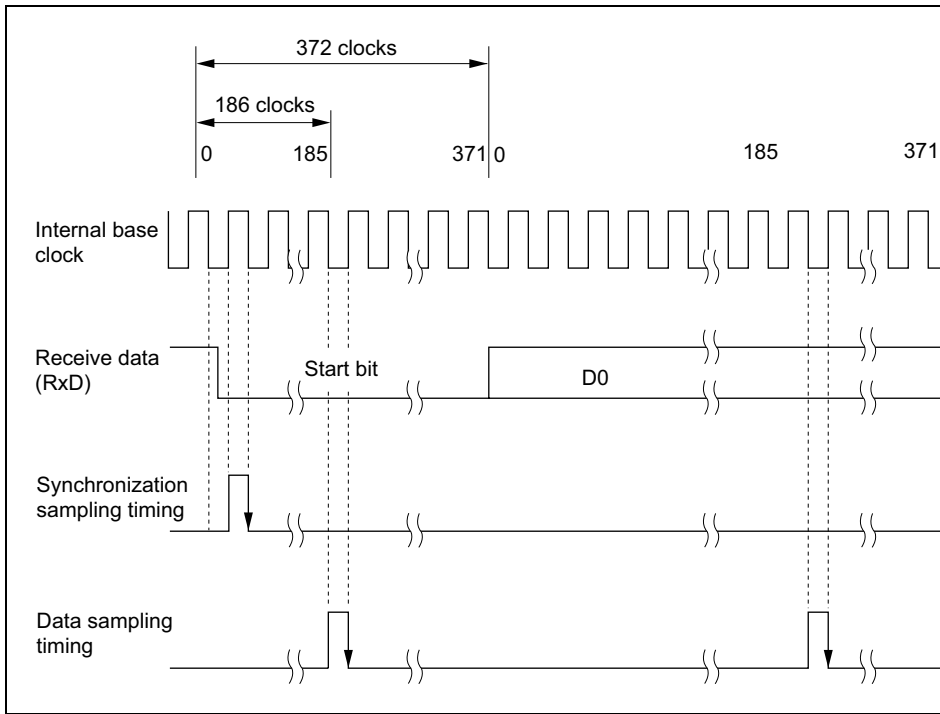 372 clocks
186 clocks
0 185 371 0 185 371
Internal base
clock
Receive data
(RxD)
Start bit
D0
Synchronization
sampling timing
Data sampling
timing